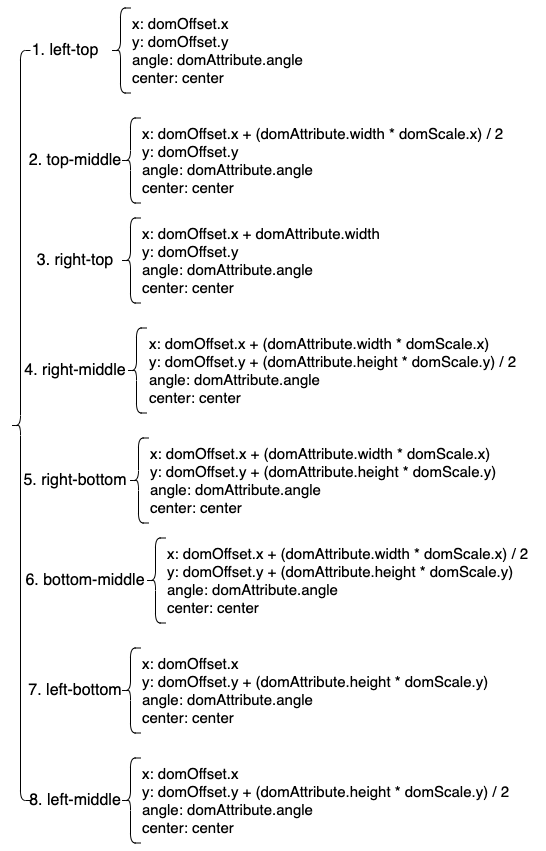 1. left-top
x: domOffset.x
y: domOffset.y
angle: domAttribute.angle
center: center
2. top-middle
x: domOffset.x + (domAttribute.width * domScale.x) / 2
y: domOffset.y
angle: domAttribute.angle
center: center
3. right-top
x: domOffset.x + domAttribute.width
y: domOffset.y
angle: domAttribute.angle
center: center
4. right-middle
x: domOffset.x + (domAttribute.width * domScale.x)
y: domOffset.y + (domAttribute.height * domScale.y) / 2
angle: domAttribute.angle
center: center
5. right-bottom
x: domOffset.x + (domAttribute.width * domScale.x)
y: domOffset.y + (domAttribute.height * domScale.y)
angle: domAttribute.angle
center: center
6. bottom-middle
x: domOffset.x + (domAttribute.width * domScale.x) / 2
y: domOffset.y + (domAttribute.height * domScale.y)
angle: domAttribute.angle
center: center
7. left-bottom
x: domOffset.x
y: domOffset.y + (domAttribute.height * domScale.y)
angle: domAttribute.angle
center: center
8. left-middle
x: domOffset.x
y: domOffset.y + (domAttribute.height * domScale.y) / 2
angle: domAttribute.angle
center: center